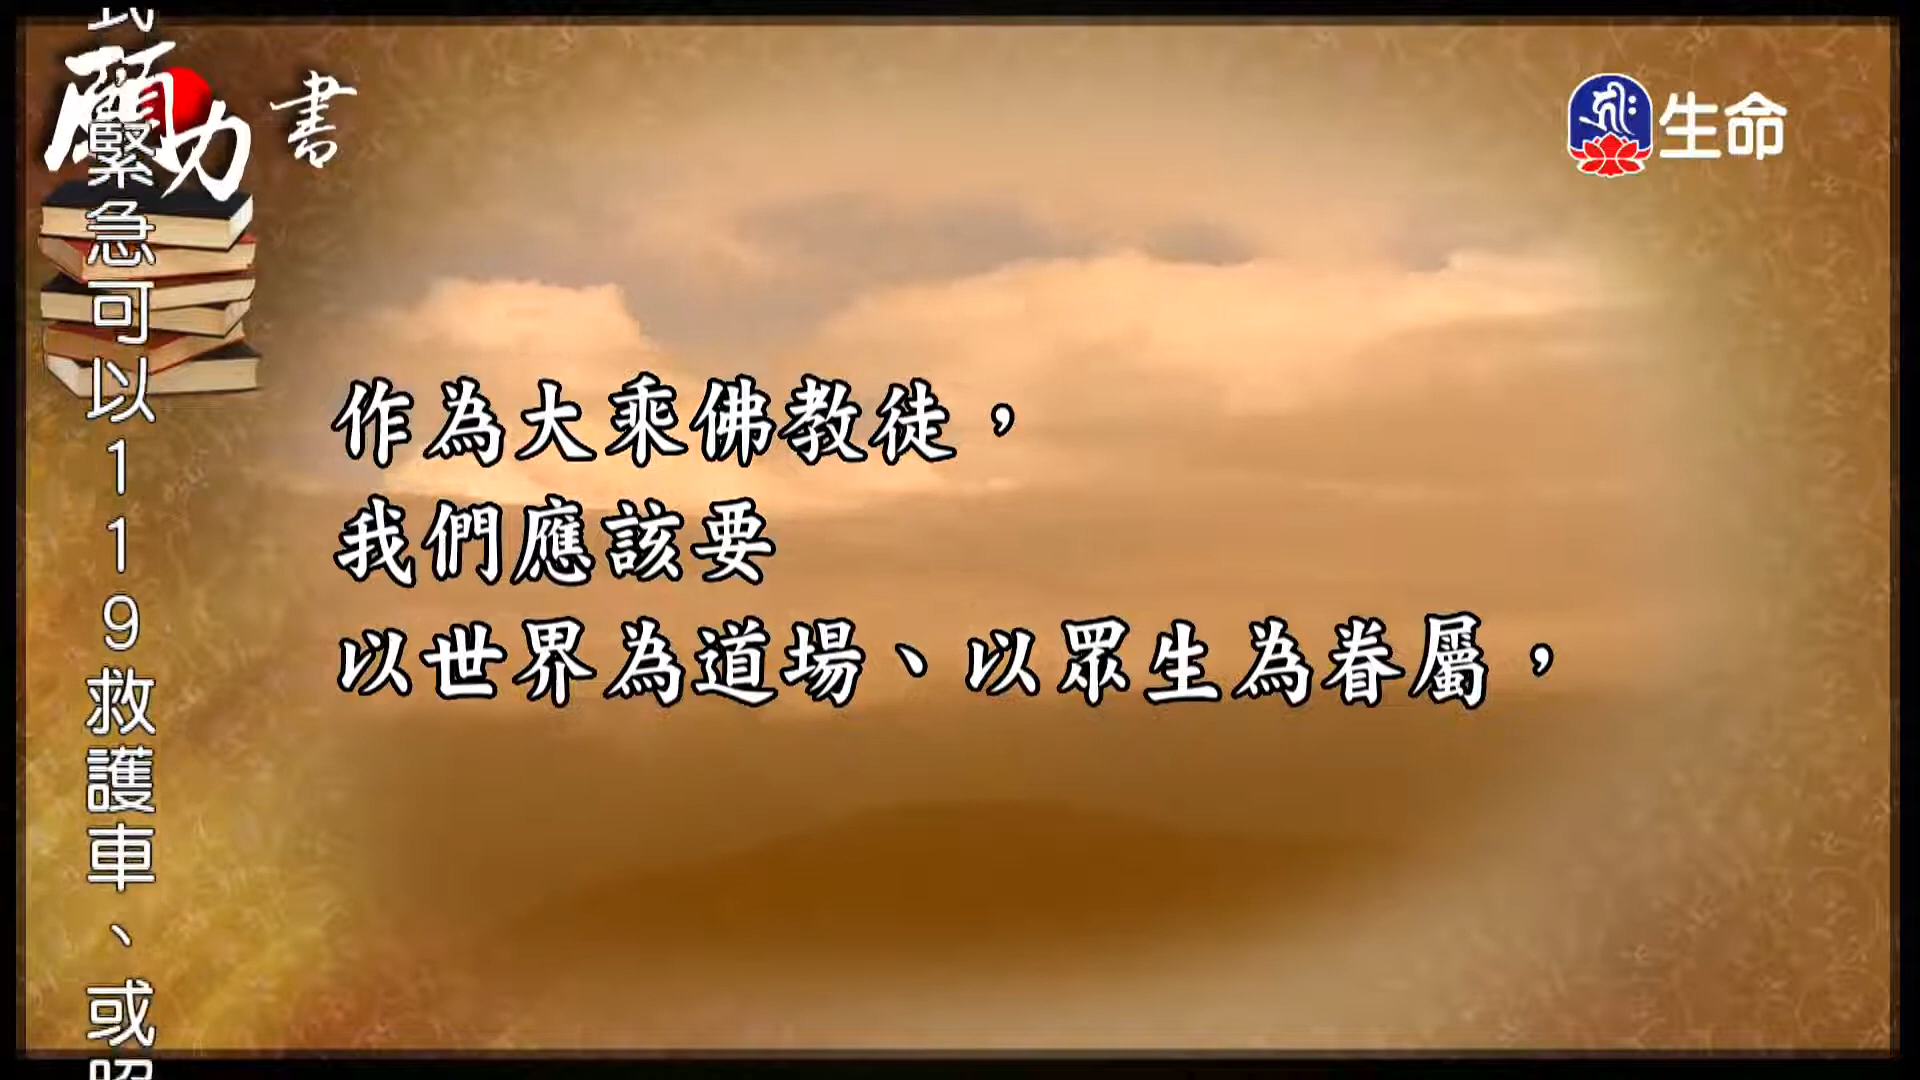 願力書
生命
作為大乘佛教徒，
我們應該要
以世界為道場、以眾生為眷屬，
緊急可以119救護車、或